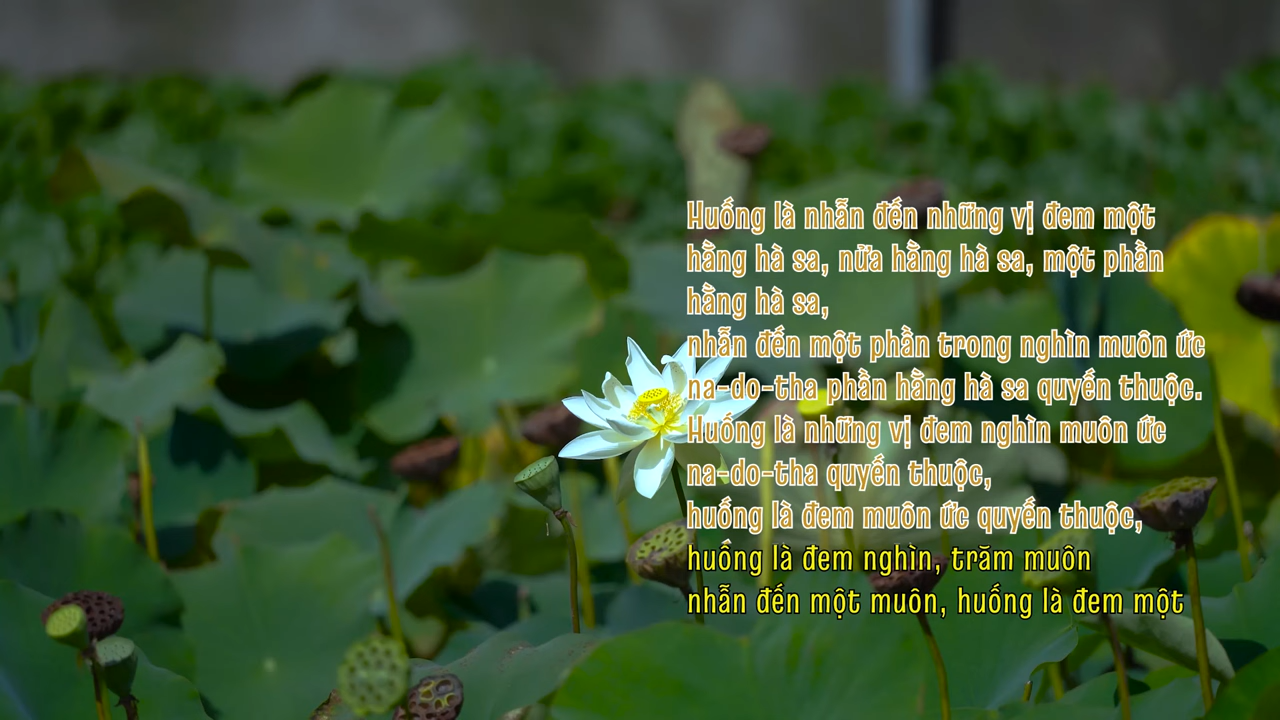 Huống là nhẫn đến những vị đem một
hằng hà sa, nửa hằng hà sa, một phần
hằng hà sa,
nhẫn đến một phần trong nghìn muôn ức
na-do-tha phần hằng hà sa quyến thuộc.
Huống là những vị đem nghìn muôn ức
na-do-tha quyến thuộc,
huống là đem muôn ức quyến thuộc,
huống là đem nghìn, trăm muôn
nhẫn đến một muôn, huống là đem một